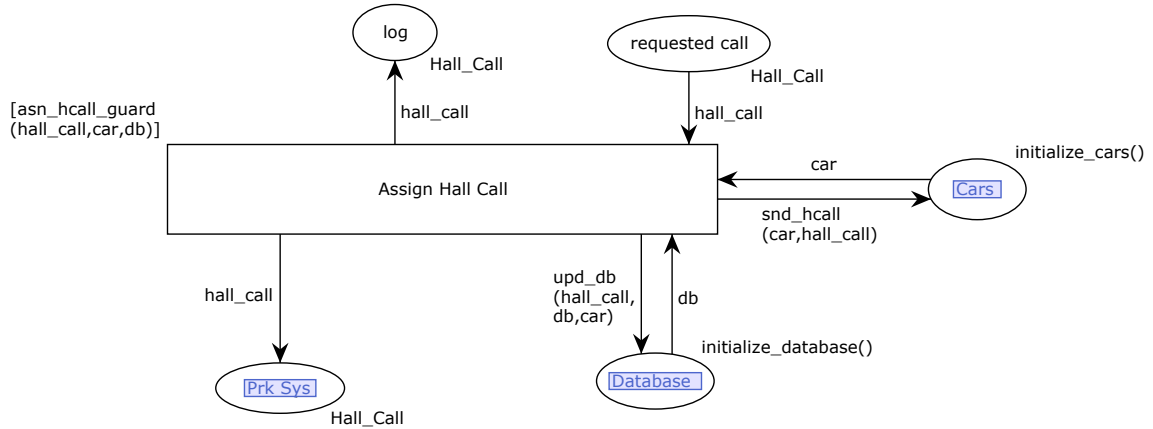 log
requested call
Hall_Call
Hall_Call
[asn_hcall_guard
(hall_call,car,db)]
hall_call
hall_call
initialize_cars()
car
Assign Hall Call
Cars
snd_hcall
(car,hall_call)
hall_call
upd_db
(hall_call,
db,car)
db
initialize_database()
Prk Sys
Database
Hall_Call